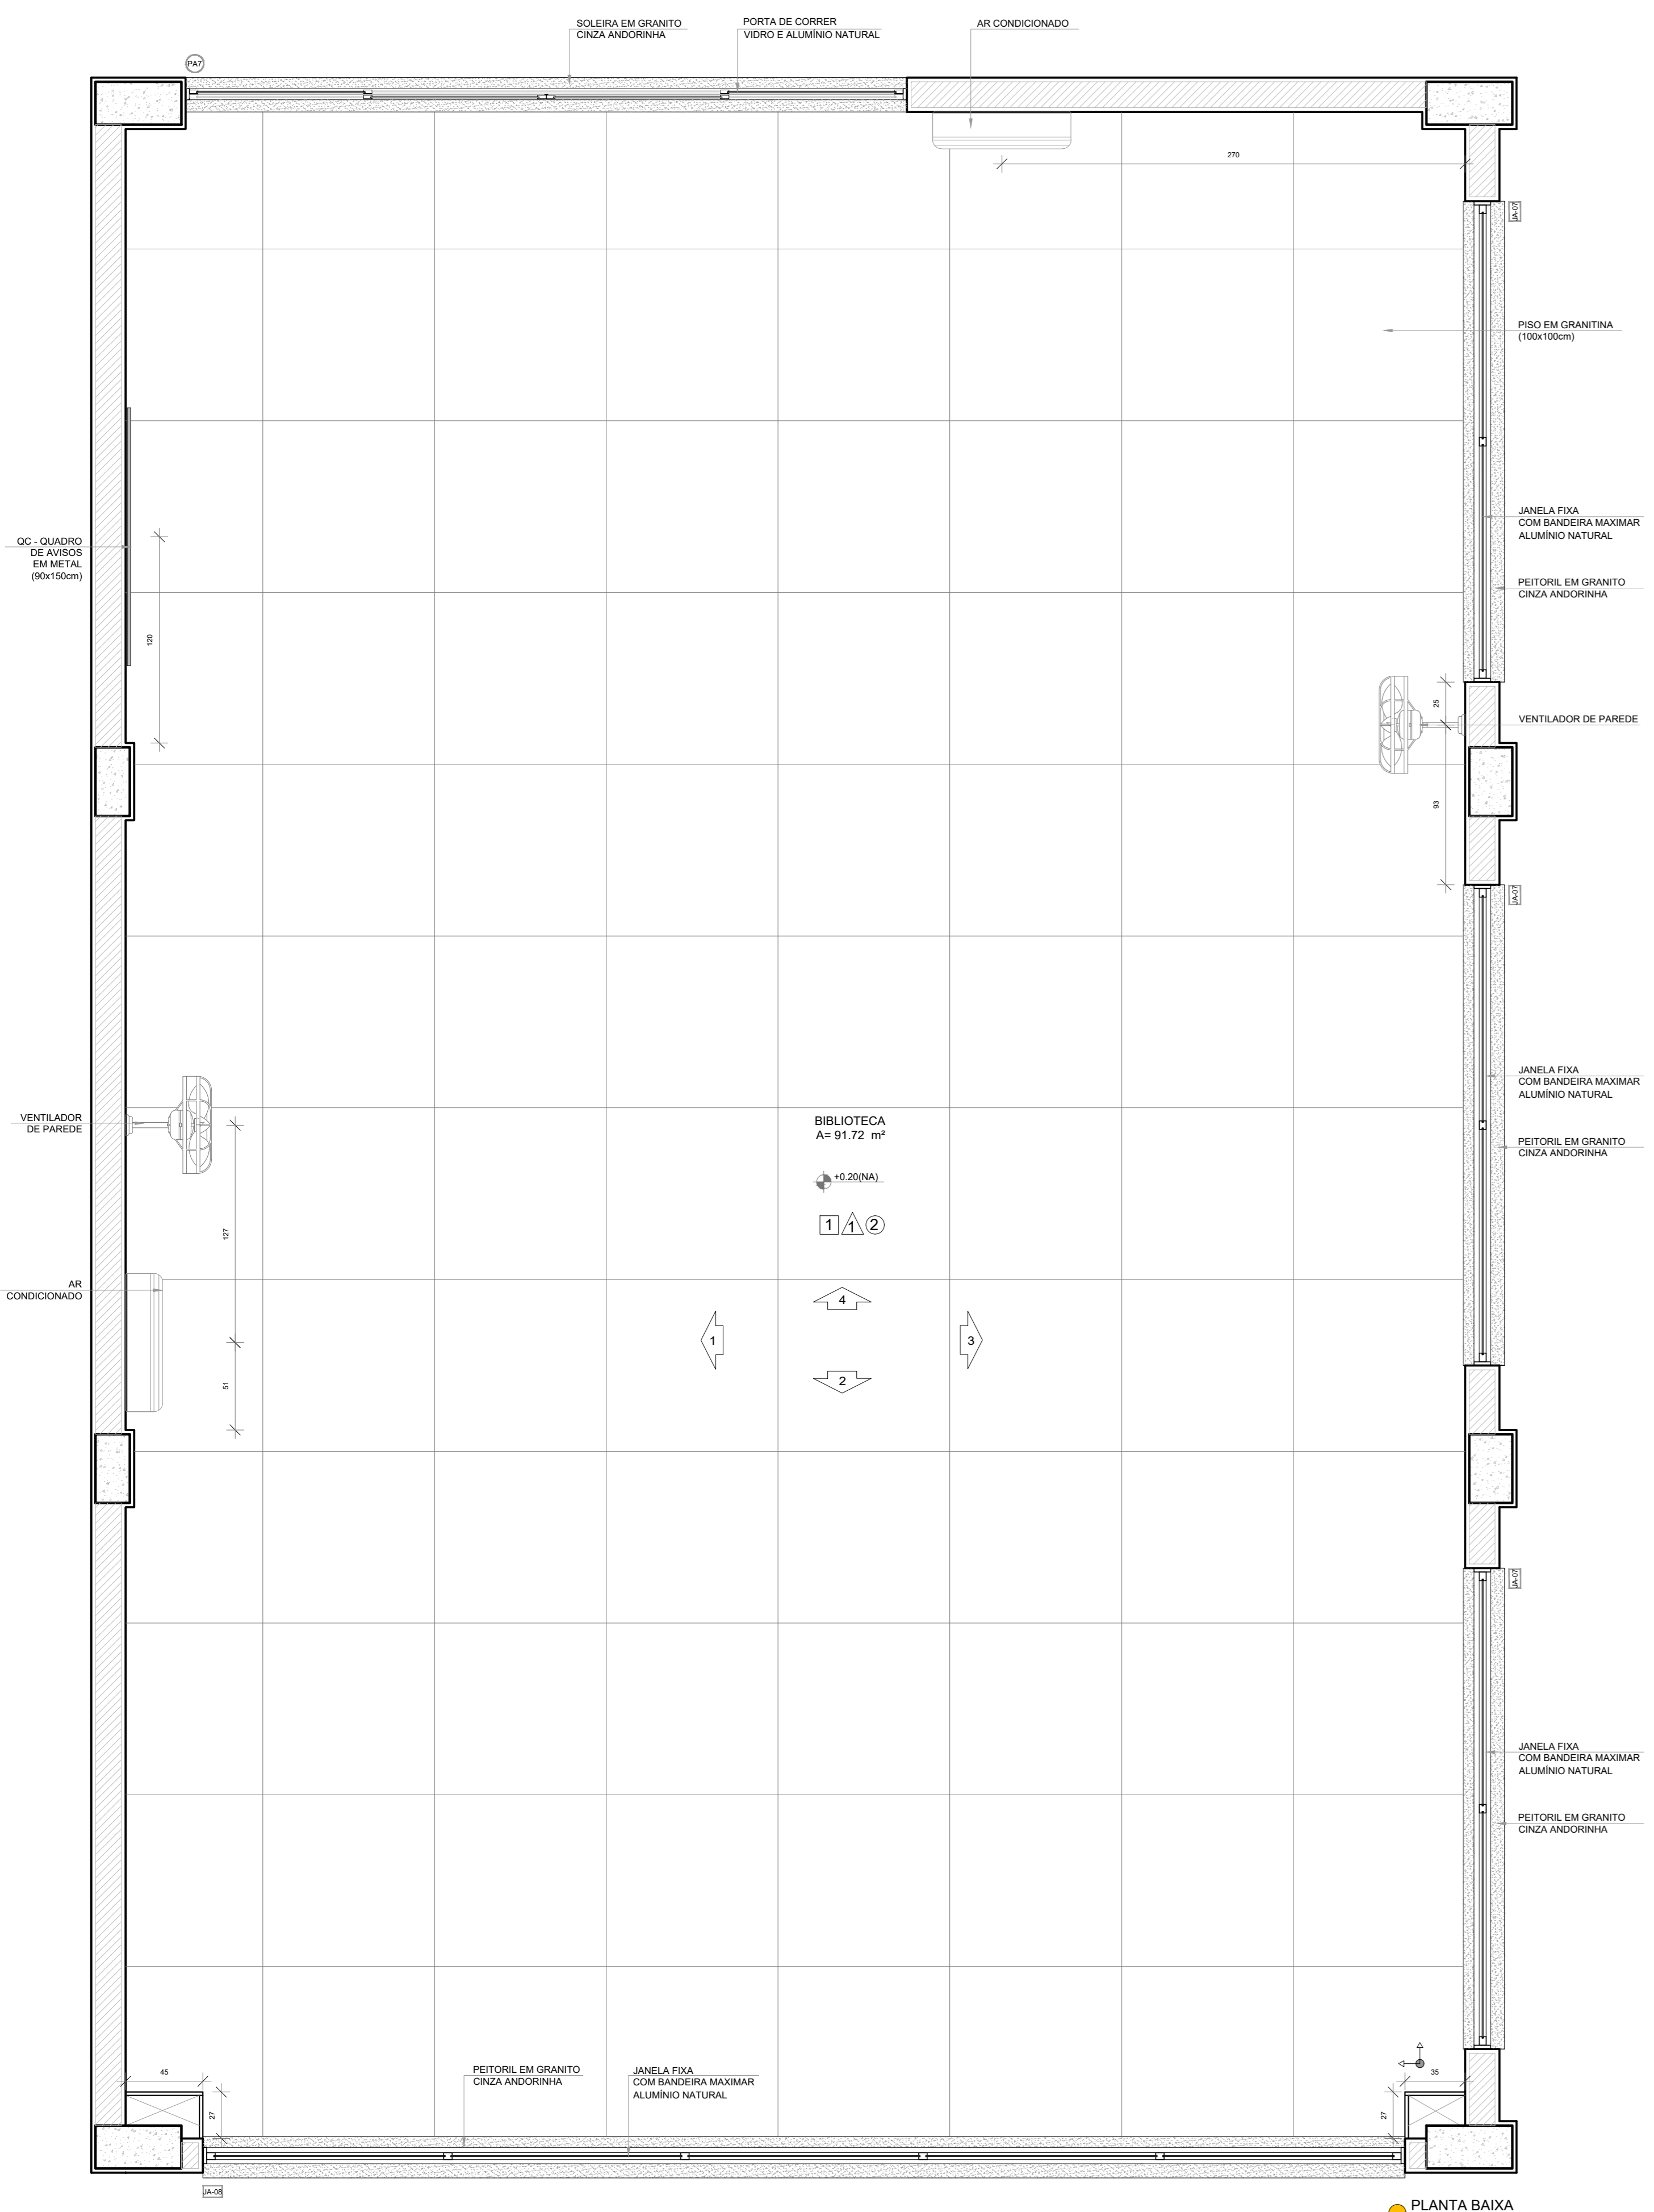 SOLEIRA EM GRANITO
CINZA ANDORINHA
PORTA DE CORRER
VIDRO E ALUMÍNIO NATURAL
AR CONDICIONADO
PA7
270
JA-07
PISO EM GRANITINA
(100x100cm)
JANELA FIXA
COM BANDEIRA MAXIMAR
ALUMÍNIO NATURAL
QC - QUADRO
DE AVISOS
EM METAL
(90x150cm)
PEITORIL EM GRANITO
CINZA ANDORINHA
120
25
VENTILADOR DE PAREDE
93
JA-07
JANELA FIXA
COM BANDEIRA MAXIMAR
ALUMÍNIO NATURAL
VENTILADOR
DE PAREDE
BIBLIOTECA
A= 91.72 m²
PEITORIL EM GRANITO
CINZA ANDORINHA
+0.20(NA)
1 1 2
127
AR
CONDICIONADO
4
1
3
2
51
JA-07
JANELA FIXA
COM BANDEIRA MAXIMAR
ALUMÍNIO NATURAL
PEITORIL EM GRANITO
CINZA ANDORINHA
45
PEITORIL EM GRANITO
CINZA ANDORINHA
JANELA FIXA
COM BANDEIRA MAXIMAR
ALUMÍNIO NATURAL
35
27
27
JA-08
PLANTA BAIXA